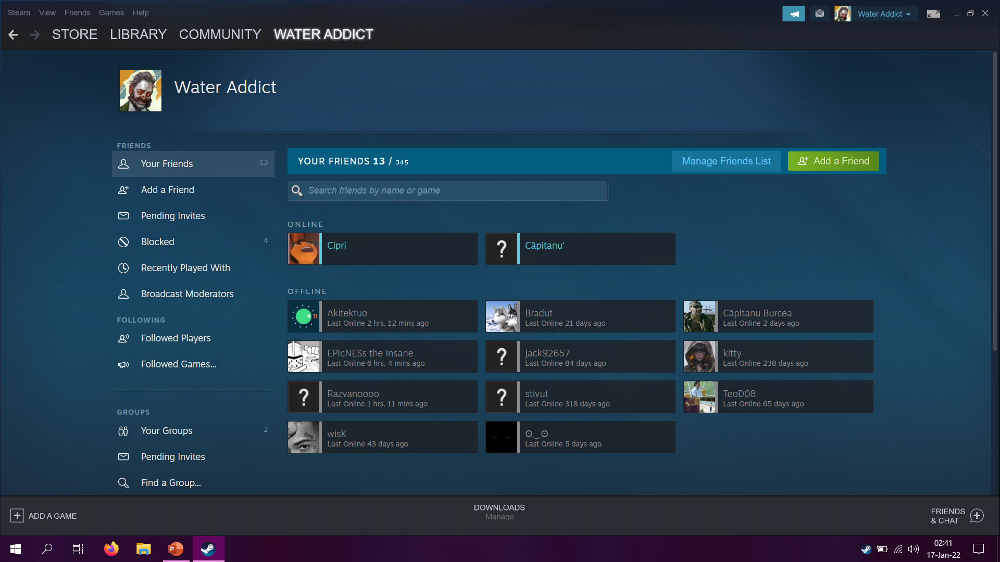 Steam View Friends Games Help
Water Addict
STORE LIBRARY COMMUNITY WATER ADDICT
Water Addict
FRIENDS
Your Friends 13
Add a Friend
Pending Invites
Blocked 4
Recently Played With
Broadcast Moderators
FOLLOWING
Followed Players
Followed Games...
GROUPS
Your Groups 2
Pending Invites
Find a Group...
YOUR FRIENDS 13 / 345
Manage Friends List
Add a Friend
Search friends by name or game
ONLINE
Cipri
Căpitanu'
OFFLINE
11
Akitektuo
Last Online 2 hrs, 12 mins ago
Bradut
Last Online 21 days ago
Căpitanu Burcea
Last Online 2 days ago
EPIcNESs the Insane
Last Online 6 hrs, 4 mins ago
?
jack92657
Last Online 84 days ago
kitty
Last Online 238 days ago
Razvanoooo
Last Online 1 hrs, 11 mins ago
stivut
Last Online 318 days ago
TeoD08
Last Online 65 days ago
wisK
Last Online 43 days ago
ʘ‿ʘ
Last Online 5 days ago
ADD A GAME
DOWNLOADS
Manage
FRIENDS
& CHAT
02:41
17-Jan-22